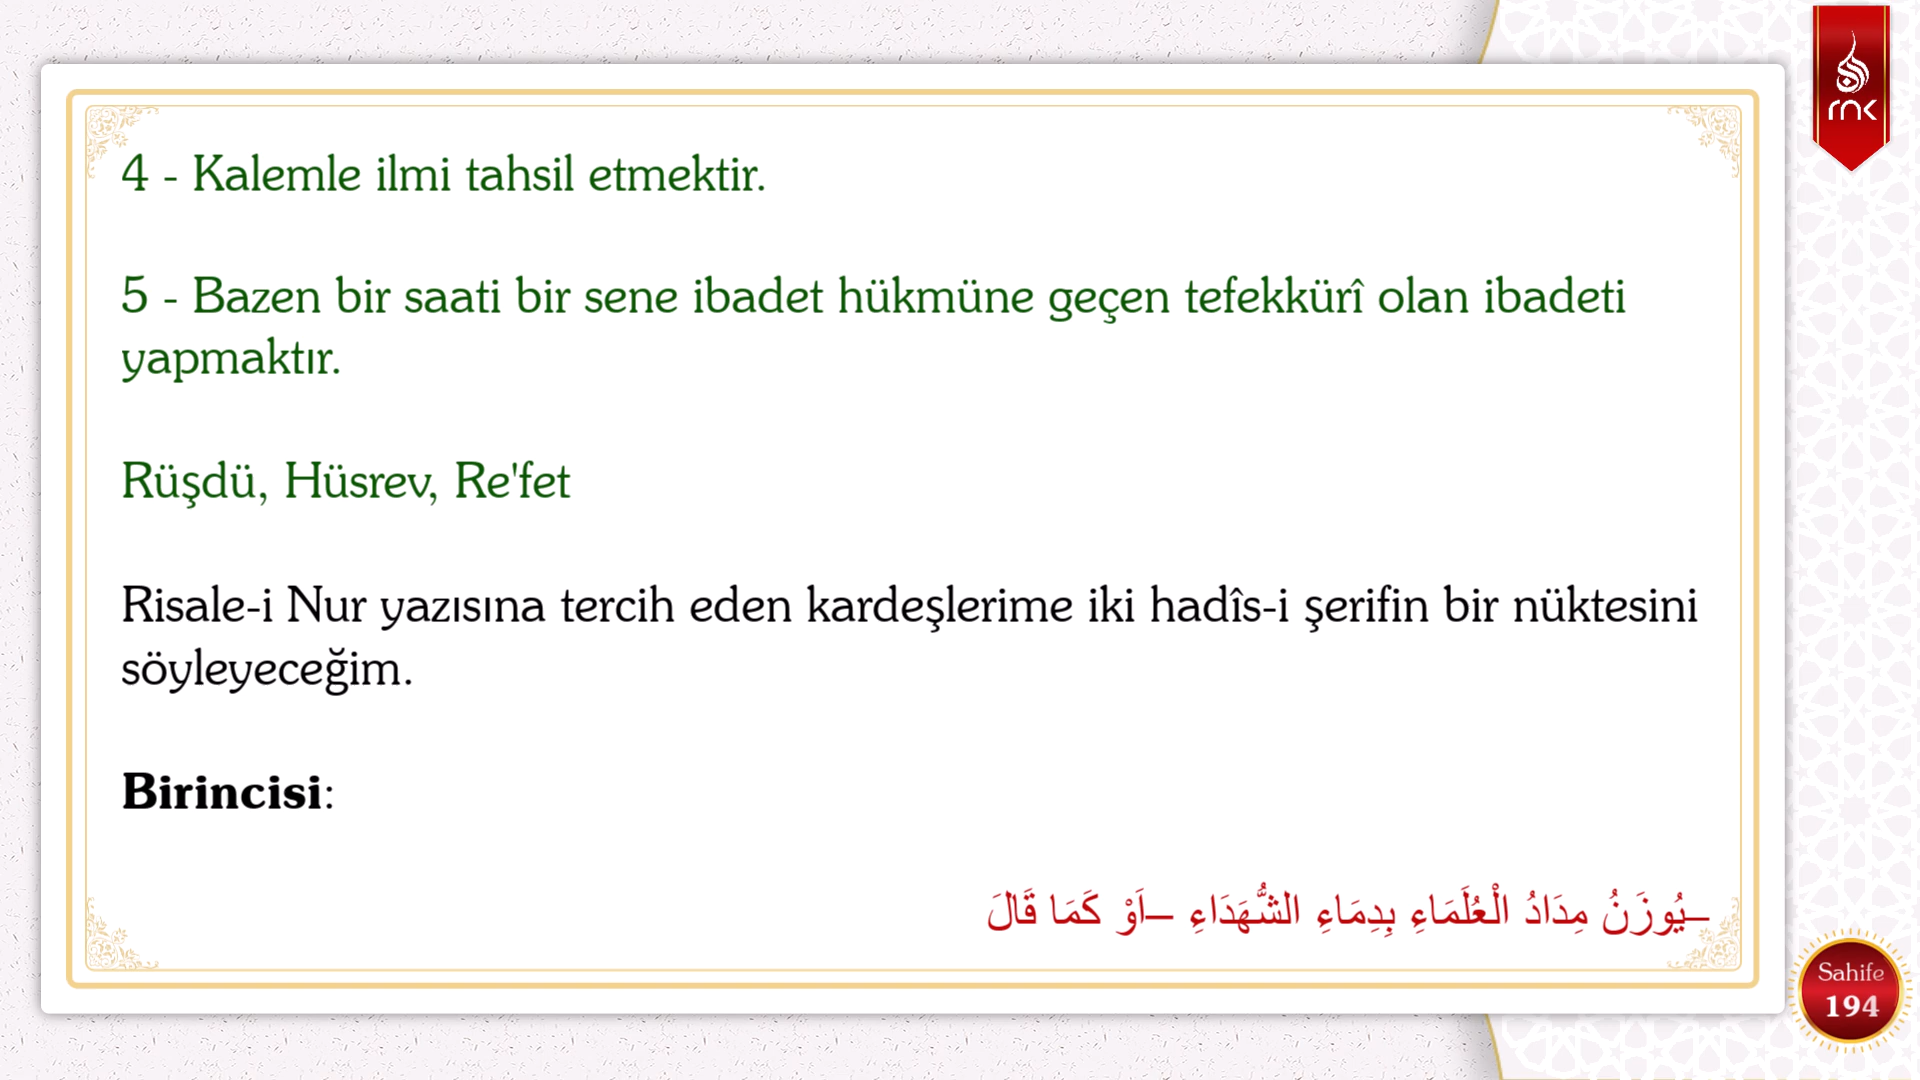 4 - Kalemle ilmi tahsil etmektir.
5 - Bazen bir saati bir sene ibadet hükmüne geçen tefekkürî olan ibadeti
yapmaktır.
Rüşdü, Hüsrev, Re'fet
Risale-i Nur yazısına tercih eden kardeşlerime iki hadîs-i şerifin bir nüktesini
söyleyeceğim.
Birincisi:
–يُوزَنُ مِدَادُ الْعُلَمَاءِ بِدِمَاءِ الشُّهَدَاءِ –اَوْ كَمَا قَالَ
rnk
Sahife
194